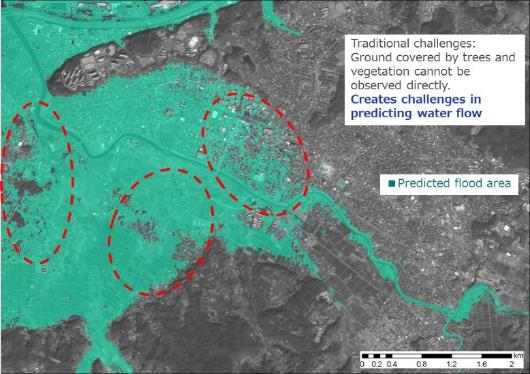 Traditional challenges:
Ground covered by trees and
vegetation cannot be
observed directly.
Creates challenges in
predicting water flow
Predicted flood area
km
0 0.2 0.4 0.8 1.2 1.6 2